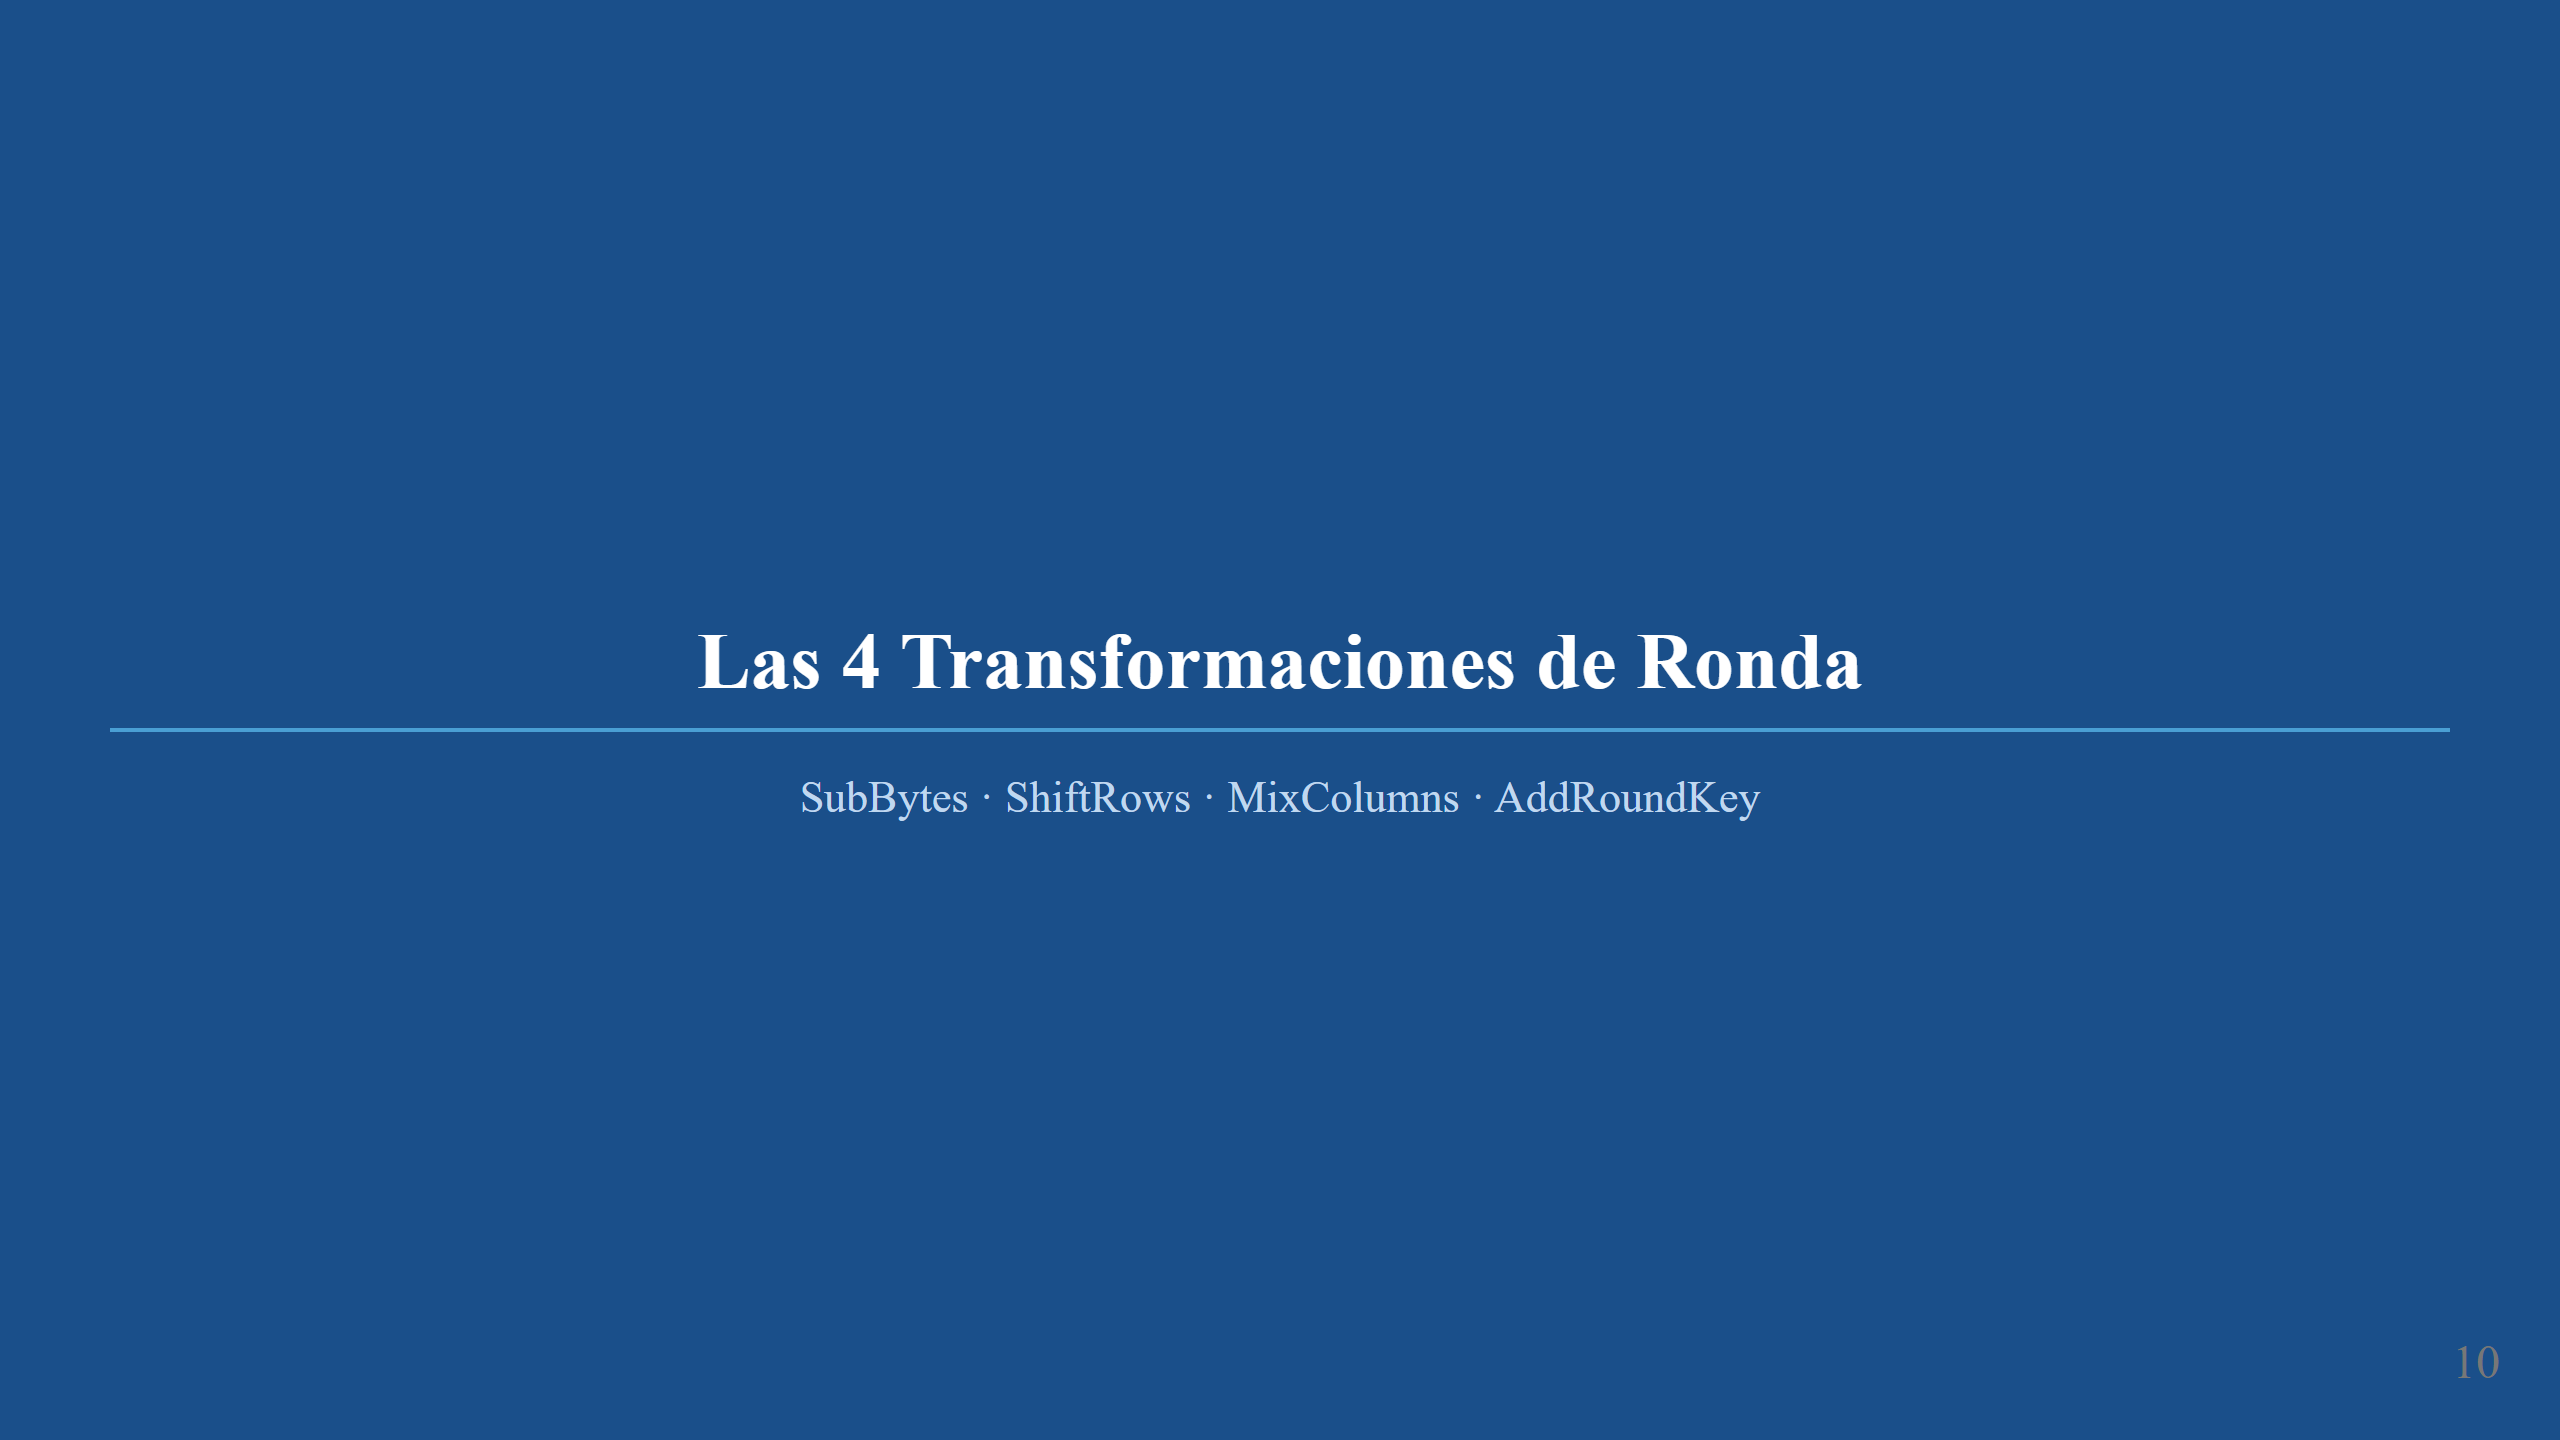 Las 4 Transformaciones de Ronda
SubBytes · ShiftRows · MixColumns · AddRoundKey
10